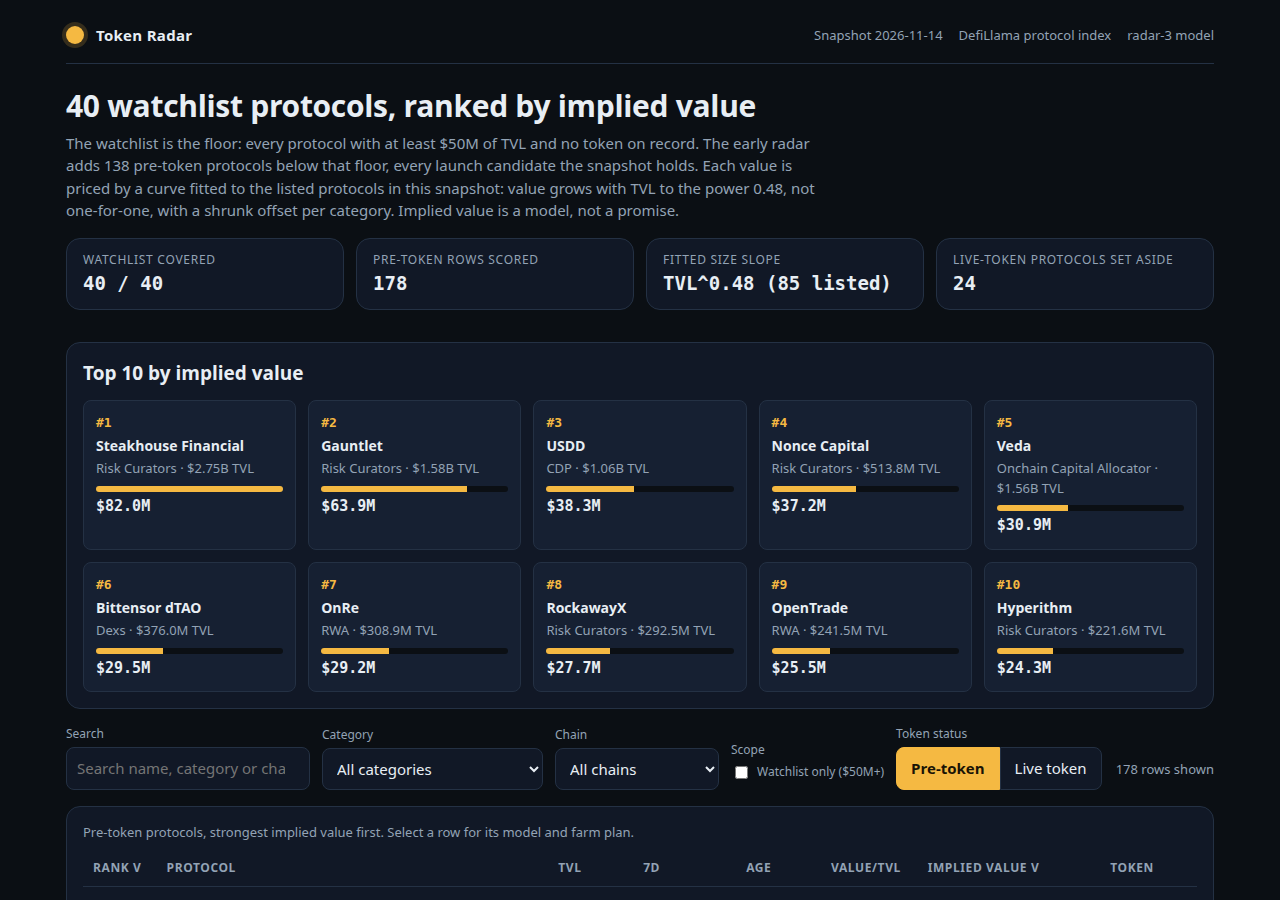 Token Radar
Snapshot 2026-11-14 DefiLlama protocol index radar-3 model
40 watchlist protocols, ranked by implied value
The watchlist is the floor: every protocol with at least $50M of TVL and no token on record. The early radar
adds 138 pre-token protocols below that floor, every launch candidate the snapshot holds. Each value is
priced by a curve fitted to the listed protocols in this snapshot: value grows with TVL to the power 0.48, not
one-for-one, with a shrunk offset per category. Implied value is a model, not a promise.
WATCHLIST COVERED
40 / 40
PRE-TOKEN ROWS SCORED
178
FITTED SIZE SLOPE
TVL^0.48 (85 listed)
LIVE-TOKEN PROTOCOLS SET ASIDE
24
Top 10 by implied value
#1
Steakhouse Financial
Risk Curators · $2.75B TVL
$82.0M
#2
Gauntlet
Risk Curators · $1.58B TVL
$63.9M
#3
USDD
CDP · $1.06B TVL
$38.3M
#4
Nonce Capital
Risk Curators · $513.8M TVL
$37.2M
#5
Veda
Onchain Capital Allocator ·
$1.56B TVL
$30.9M
#6
Bittensor dTAO
Dexs · $376.0M TVL
$29.5M
#7
OnRe
RWA · $308.9M TVL
$29.2M
#8
RockawayX
Risk Curators · $292.5M TVL
$27.7M
#9
OpenTrade
RWA · $241.5M TVL
$25.5M
#10
Hyperithm
Risk Curators · $221.6M TVL
$24.3M
Search
Search name, category or cha
Category
All categories
Chain
All chains
Scope
Watchlist only ($50M+)
Token status
Pre-token Live token
178 rows shown
Pre-token protocols, strongest implied value first. Select a row for its model and farm plan.
RANK V PROTOCOL TVL 7D AGE VALUE/TVL IMPLIED VALUE V TOKEN